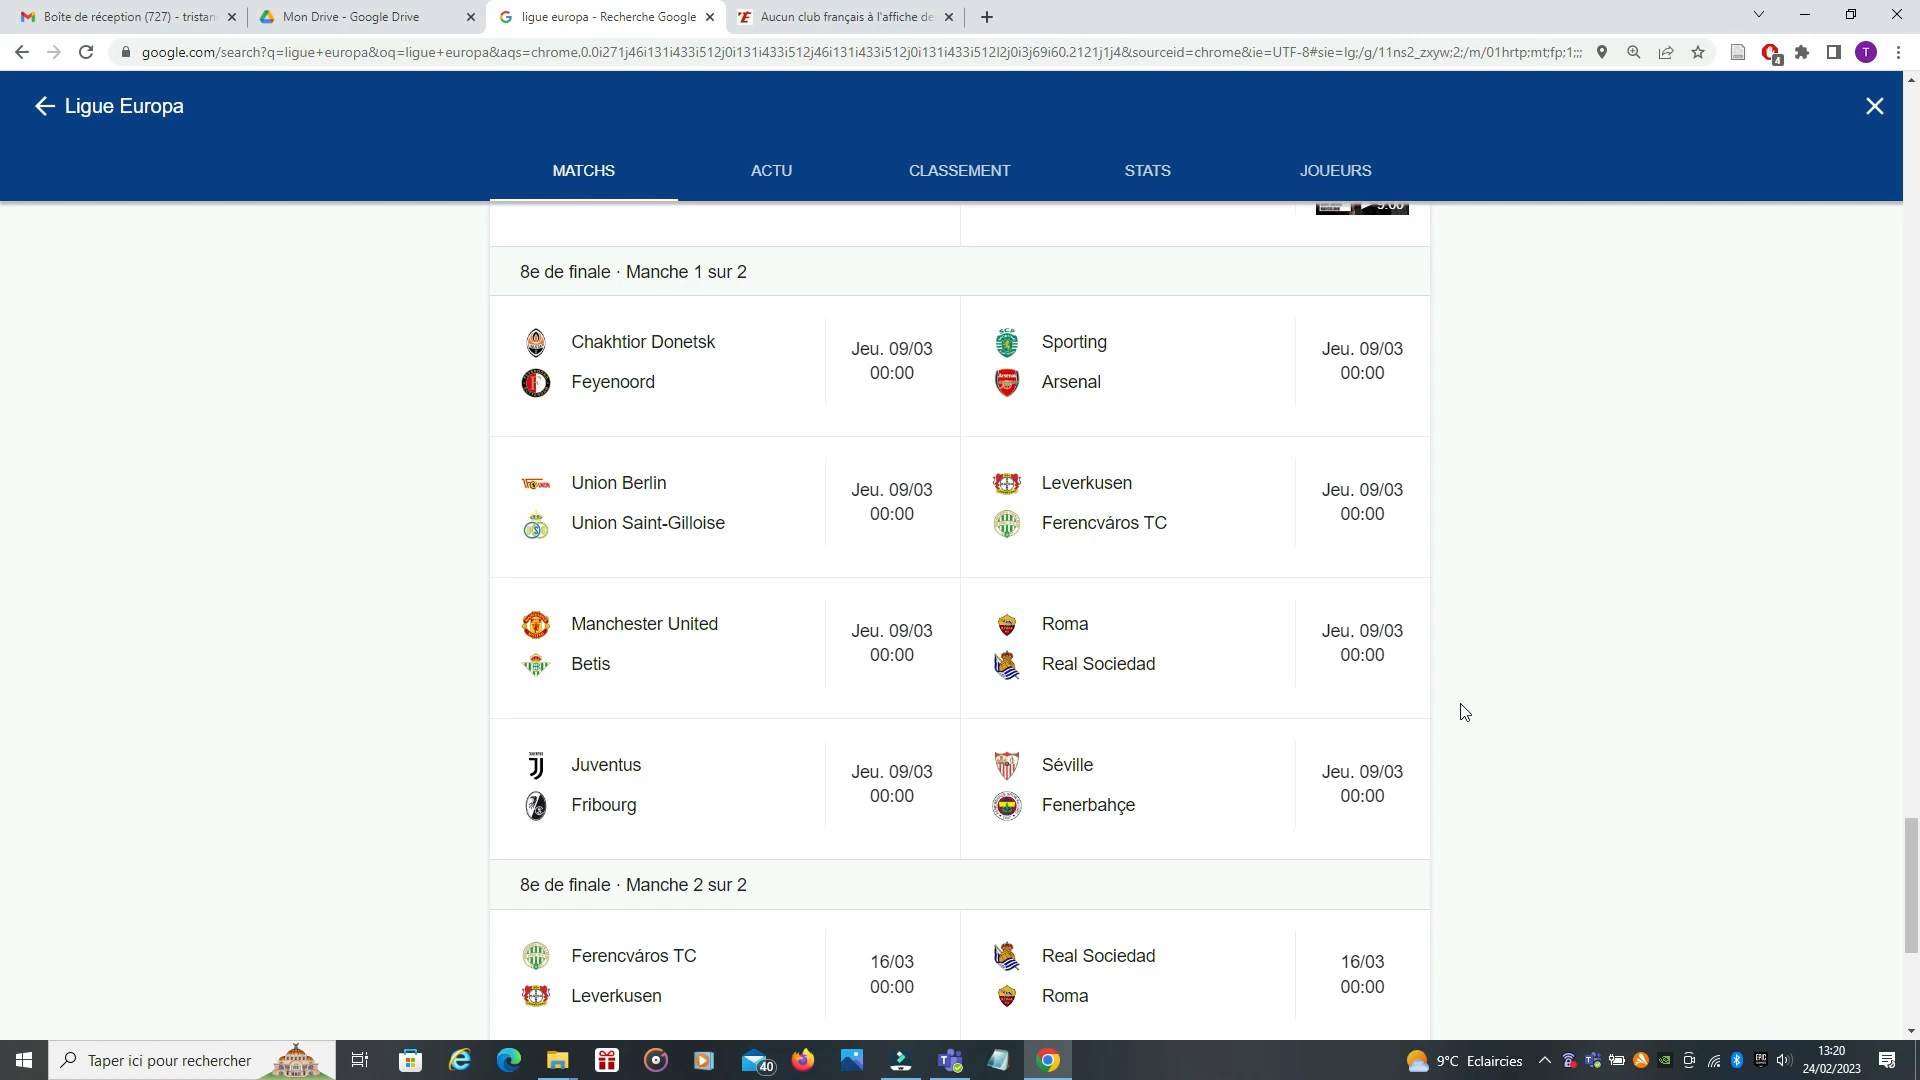 Boîte de réception (727) - tristan
Mon Drive - Google Drive
ligue europa - Recherche Google
Aucun club français à l'affiche de
google.com/search?q=ligue+europa&oq=ligue+europa&aqs=chrome.0.0i271j46i131i433i512j0i131i433i512j46i131i433i512j0i131i433i512l2j0i3j69i60.2121j1j4&sourceid=chrome&ie=UTF-8#sie=lg;/g/11ns2_zxyw;2;/m/01hrtp;mt;fp;1;;;
4
T
Ligue Europa
MATCHS
ACTU
CLASSEMENT
STATS
JOUEURS
9:00
8e de finale · Manche 1 sur 2
Chakhtior Donetsk
Feyenoord
Jeu. 09/03
00:00
Sporting
Arsenal
Jeu. 09/03
00:00
Union Berlin
Union Saint-Gilloise
Jeu. 09/03
00:00
Leverkusen
Ferencváros TC
Jeu. 09/03
00:00
Manchester United
Betis
Jeu. 09/03
00:00
Roma
Real Sociedad
Jeu. 09/03
00:00
Juventus
Fribourg
Jeu. 09/03
00:00
Séville
Fenerbahçe
Jeu. 09/03
00:00
8e de finale · Manche 2 sur 2
Ferencváros TC
Leverkusen
16/03
00:00
Real Sociedad
Roma
16/03
00:00
Taper ici pour rechercher
40
9°C Eclaircies
13:20
24/02/2023